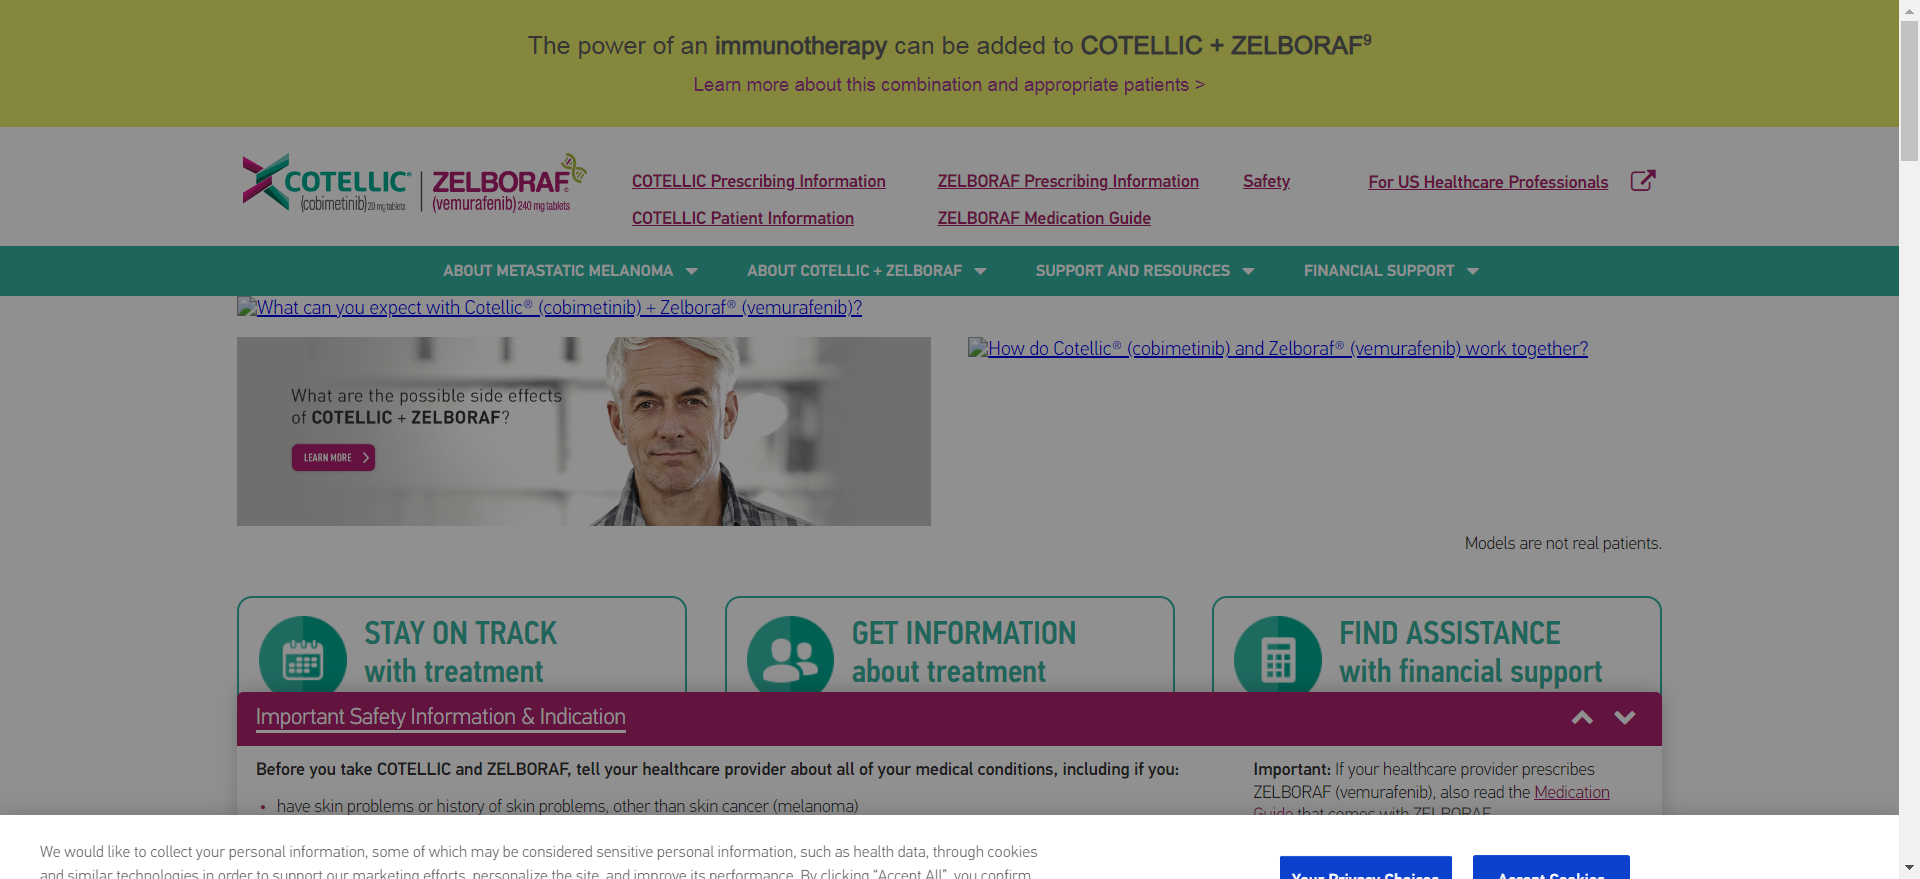 The power of an immunotherapy can be added to COTELLIC + ZELBORAF⁹
Learn more about this combination and appropriate patients >
COTELLIC®
(cobimetinib) 20 mg tablets
ZELBORAF®
(vemurafenib) 240 mg tablets
COTELLIC Prescribing Information
ZELBORAF Prescribing Information
Safety
For US Healthcare Professionals
COTELLIC Patient Information
ZELBORAF Medication Guide
ABOUT METASTATIC MELANOMA
ABOUT COTELLIC + ZELBORAF
SUPPORT AND RESOURCES
FINANCIAL SUPPORT
What can you expect with Cotellic® (cobimetinib) + Zelboraf® (vemurafenib)?
What are the possible side effects
of COTELLIC + ZELBORAF?
LEARN MORE
How do Cotellic® (cobimetinib) and Zelboraf® (vemurafenib) work together?
Models are not real patients.
STAY ON TRACK
with treatment
GET INFORMATION
about treatment
FIND ASSISTANCE
with financial support
Important Safety Information & Indication
Before you take COTELLIC and ZELBORAF, tell your healthcare provider about all of your medical conditions, including if you:
• have skin problems or history of skin problems, other than skin cancer (melanoma)
Important: If your healthcare provider prescribes
ZELBORAF (vemurafenib), also read the Medication
Guide that comes with ZELBORAF.
We would like to collect your personal information, some of which may be considered sensitive personal information, such as health data, through cookies
and similar technologies in order to support our marketing efforts, personalize the site, and improve its performance. By clicking “Accept All”, you confirm
Your Privacy Choices
Accept Cookies